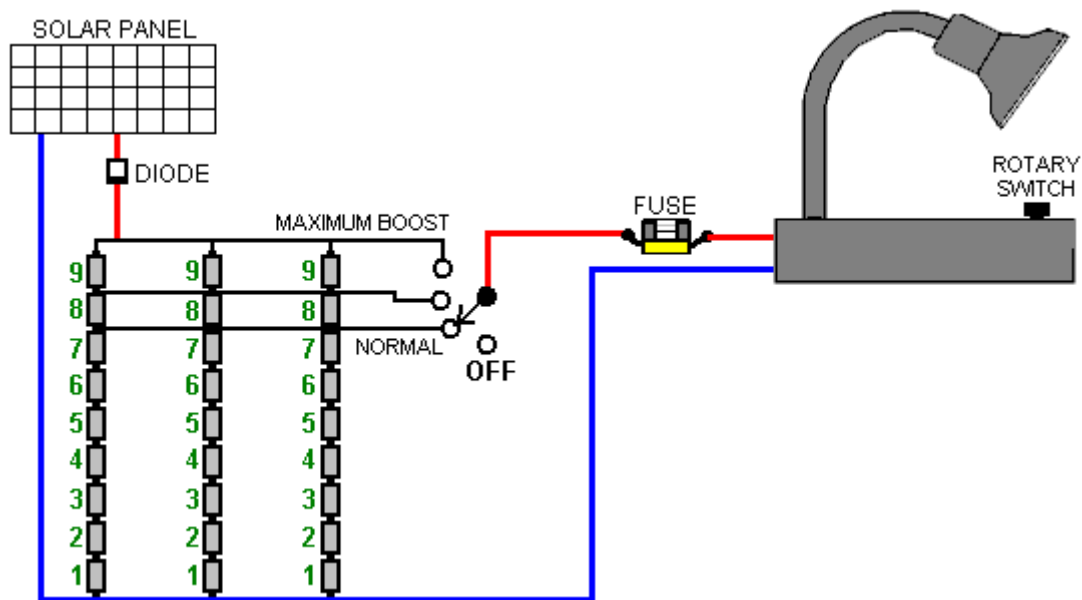 SOLAR PANEL
DIODE
ROTARY
SWITCH
FUSE
MAXIMUM BOOST
9 9 9
8 8 8
7 7 7
NORMAL
OFF
6 6 6
5 5 5
4 4 4
3 3 3
2 2 2
1 1 1